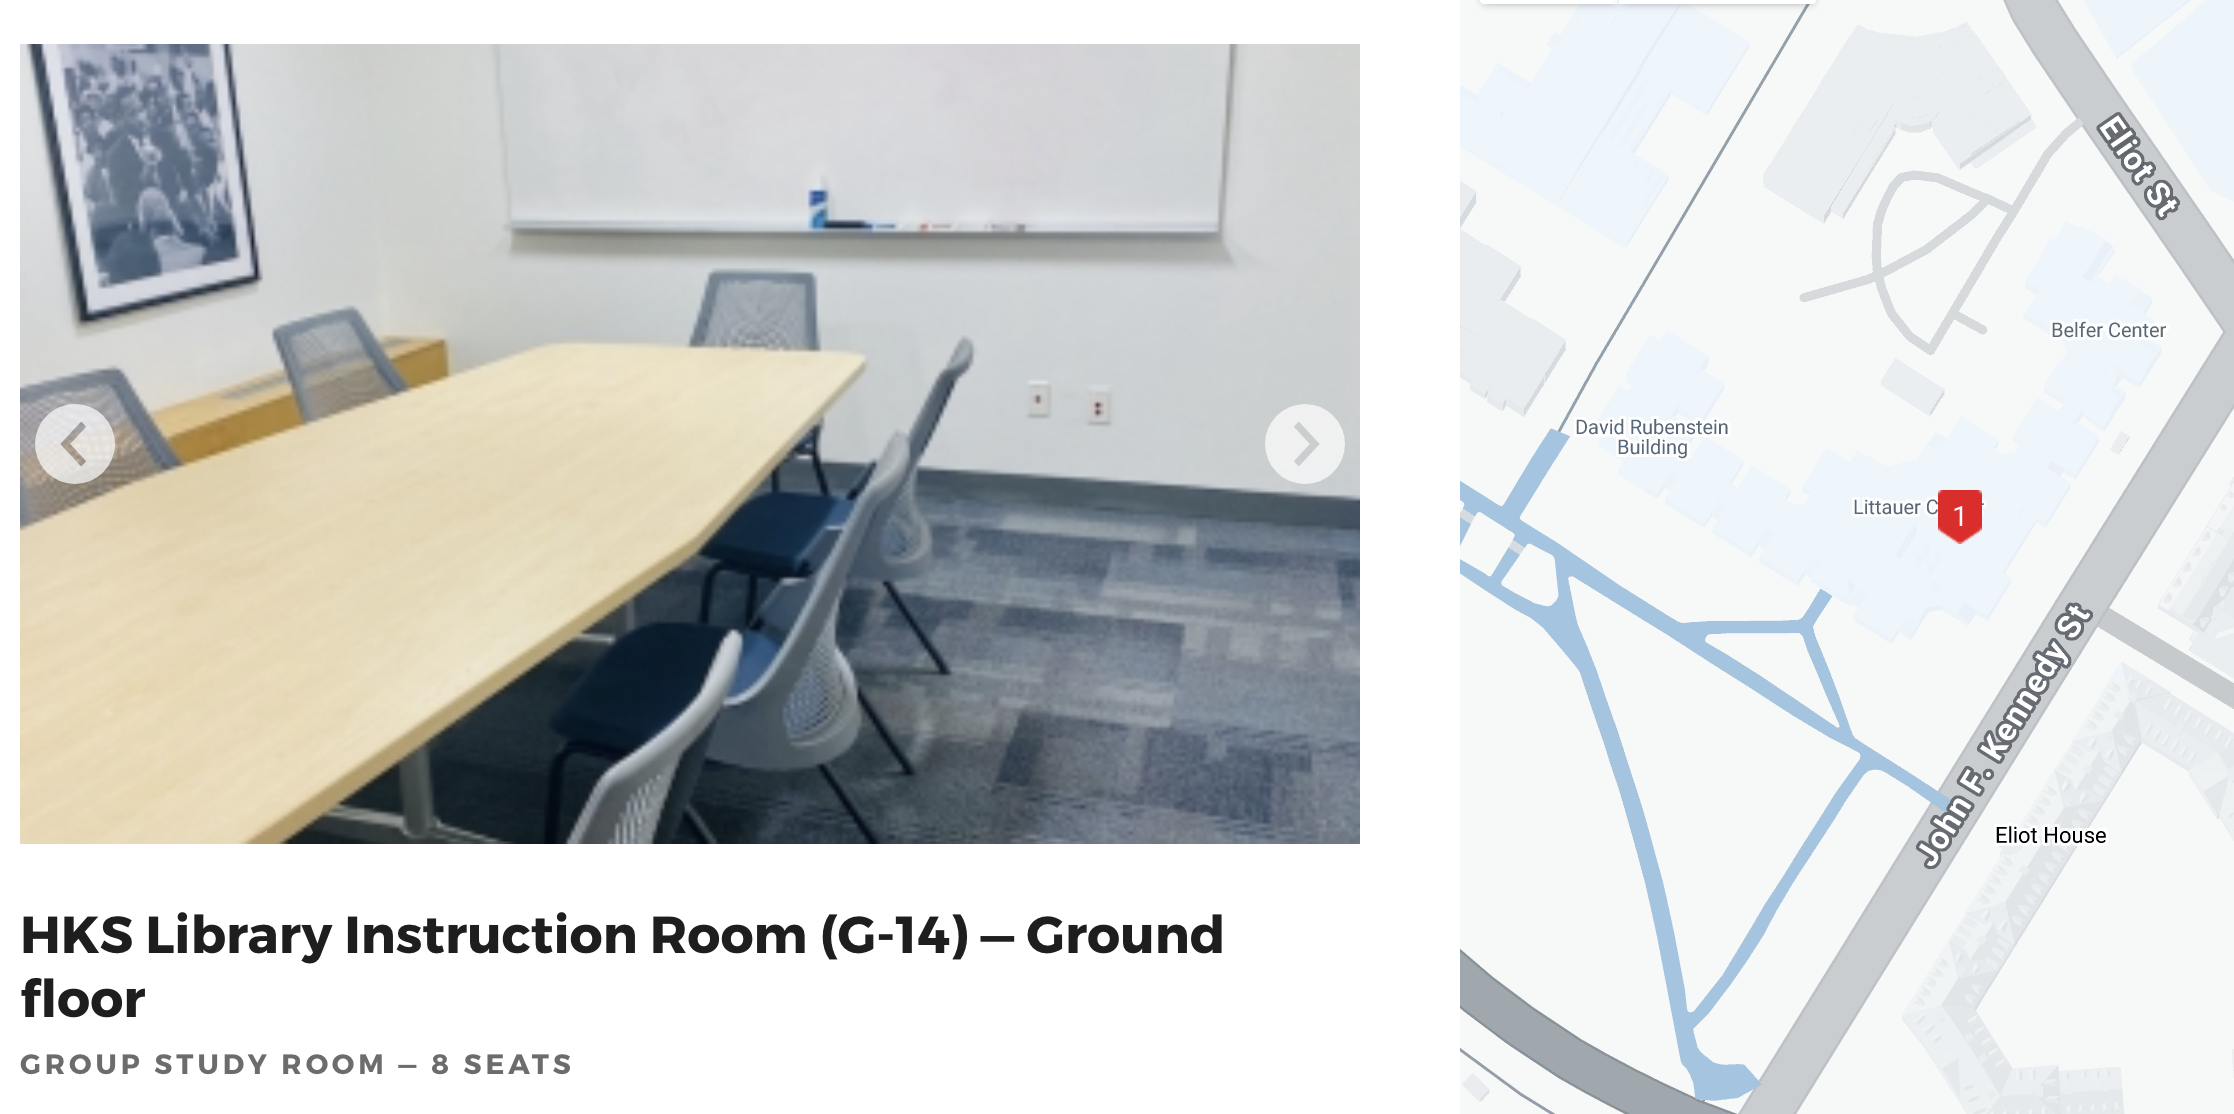 HKS Library Instruction Room (G-14) — Ground
floor
GROUP STUDY ROOM — 8 SEATS
Eliot St
Belfer Center
David Rubenstein
Building
Littauer C
1
John F. Kennedy St
Eliot House